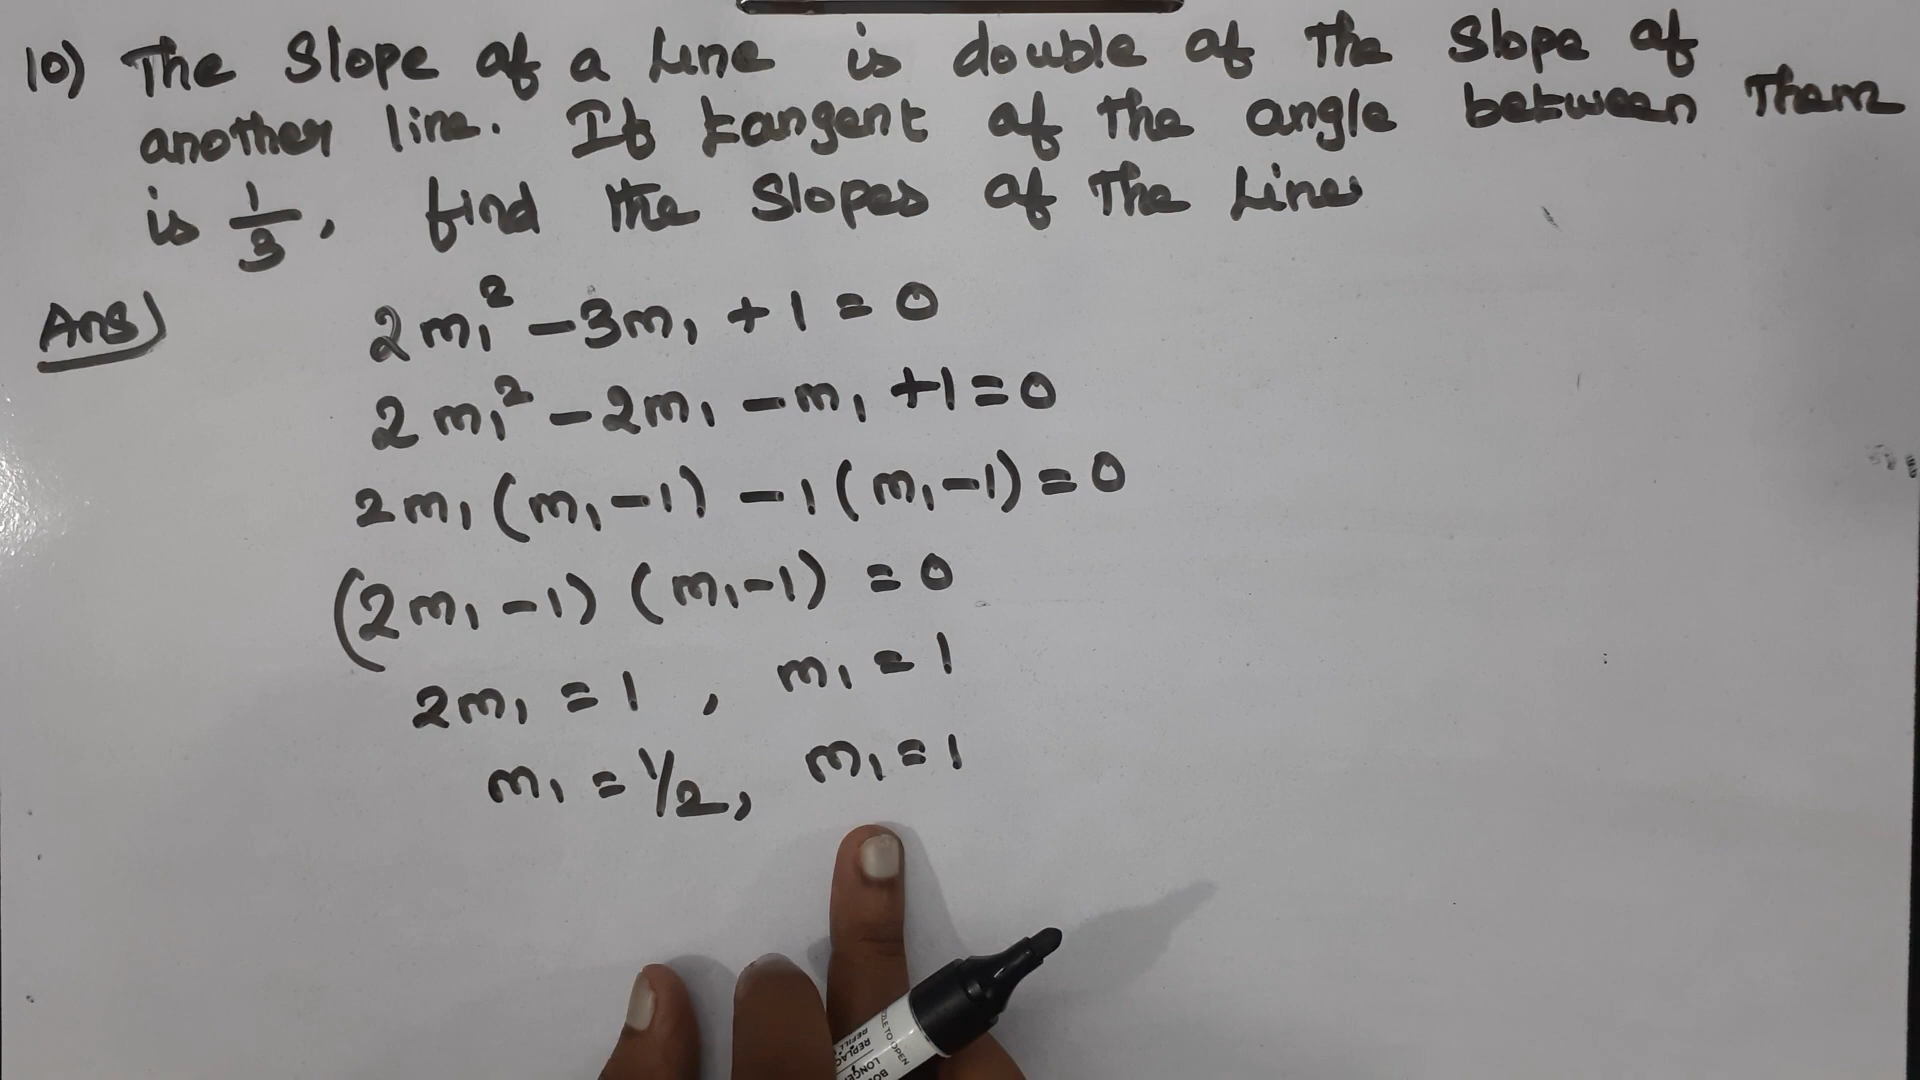 10) The Slope of a Line is double of the Slope of
another line. If tangent of the angle between Them
is 1/3, find the Slopes of The Lines
Ans)
2m₁² - 3m₁ + 1 = 0
2m₁² - 2m₁ - m₁ + 1 = 0
2m₁(m₁-1) - 1(m₁-1) = 0
(2m₁-1) (m₁-1) = 0
2m₁ = 1 , m₁ = 1
m₁ = 1/2, m₁ = 1